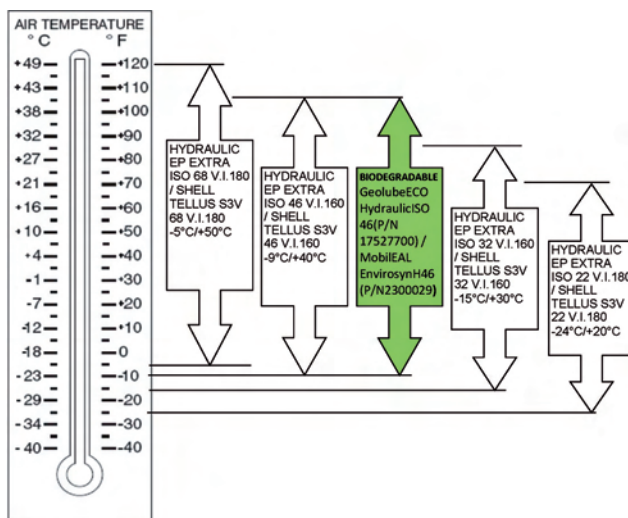 AIR TEMPERATURE
° C ° F
+49 +120
+43 +110
+38 +100
+32 +90
+27 +80
+21 +70
+16 +60
+10 +50
+4 +40
-1 +30
-7 +20
-12 +10
-18 0
-23 -10
-29 -20
-34 -30
-40 -40
HYDRAULIC
EP EXTRA
ISO 68 V.I.180
/ SHELL
TELLUS S3V
68 V.I.180
-5°C/+50°C
HYDRAULIC
EP EXTRA
ISO 46 V.I.160
/ SHELL
TELLUS S3V
46 V.I.160
-9°C/+40°C
BIODEGRADABLE
GeolubeECO
HydraulicISO
46(P/N
17527700) /
MobilEAL
EnvirosynH46
(P/N2300029)
HYDRAULIC
EP EXTRA
ISO 32 V.I.160
/ SHELL
TELLUS S3V
32 V.I.160
-15°C/+30°C
HYDRAULIC
EP EXTRA
ISO 22 V.I.180
/ SHELL
TELLUS S3V
22 V.I.180
-24°C/+20°C